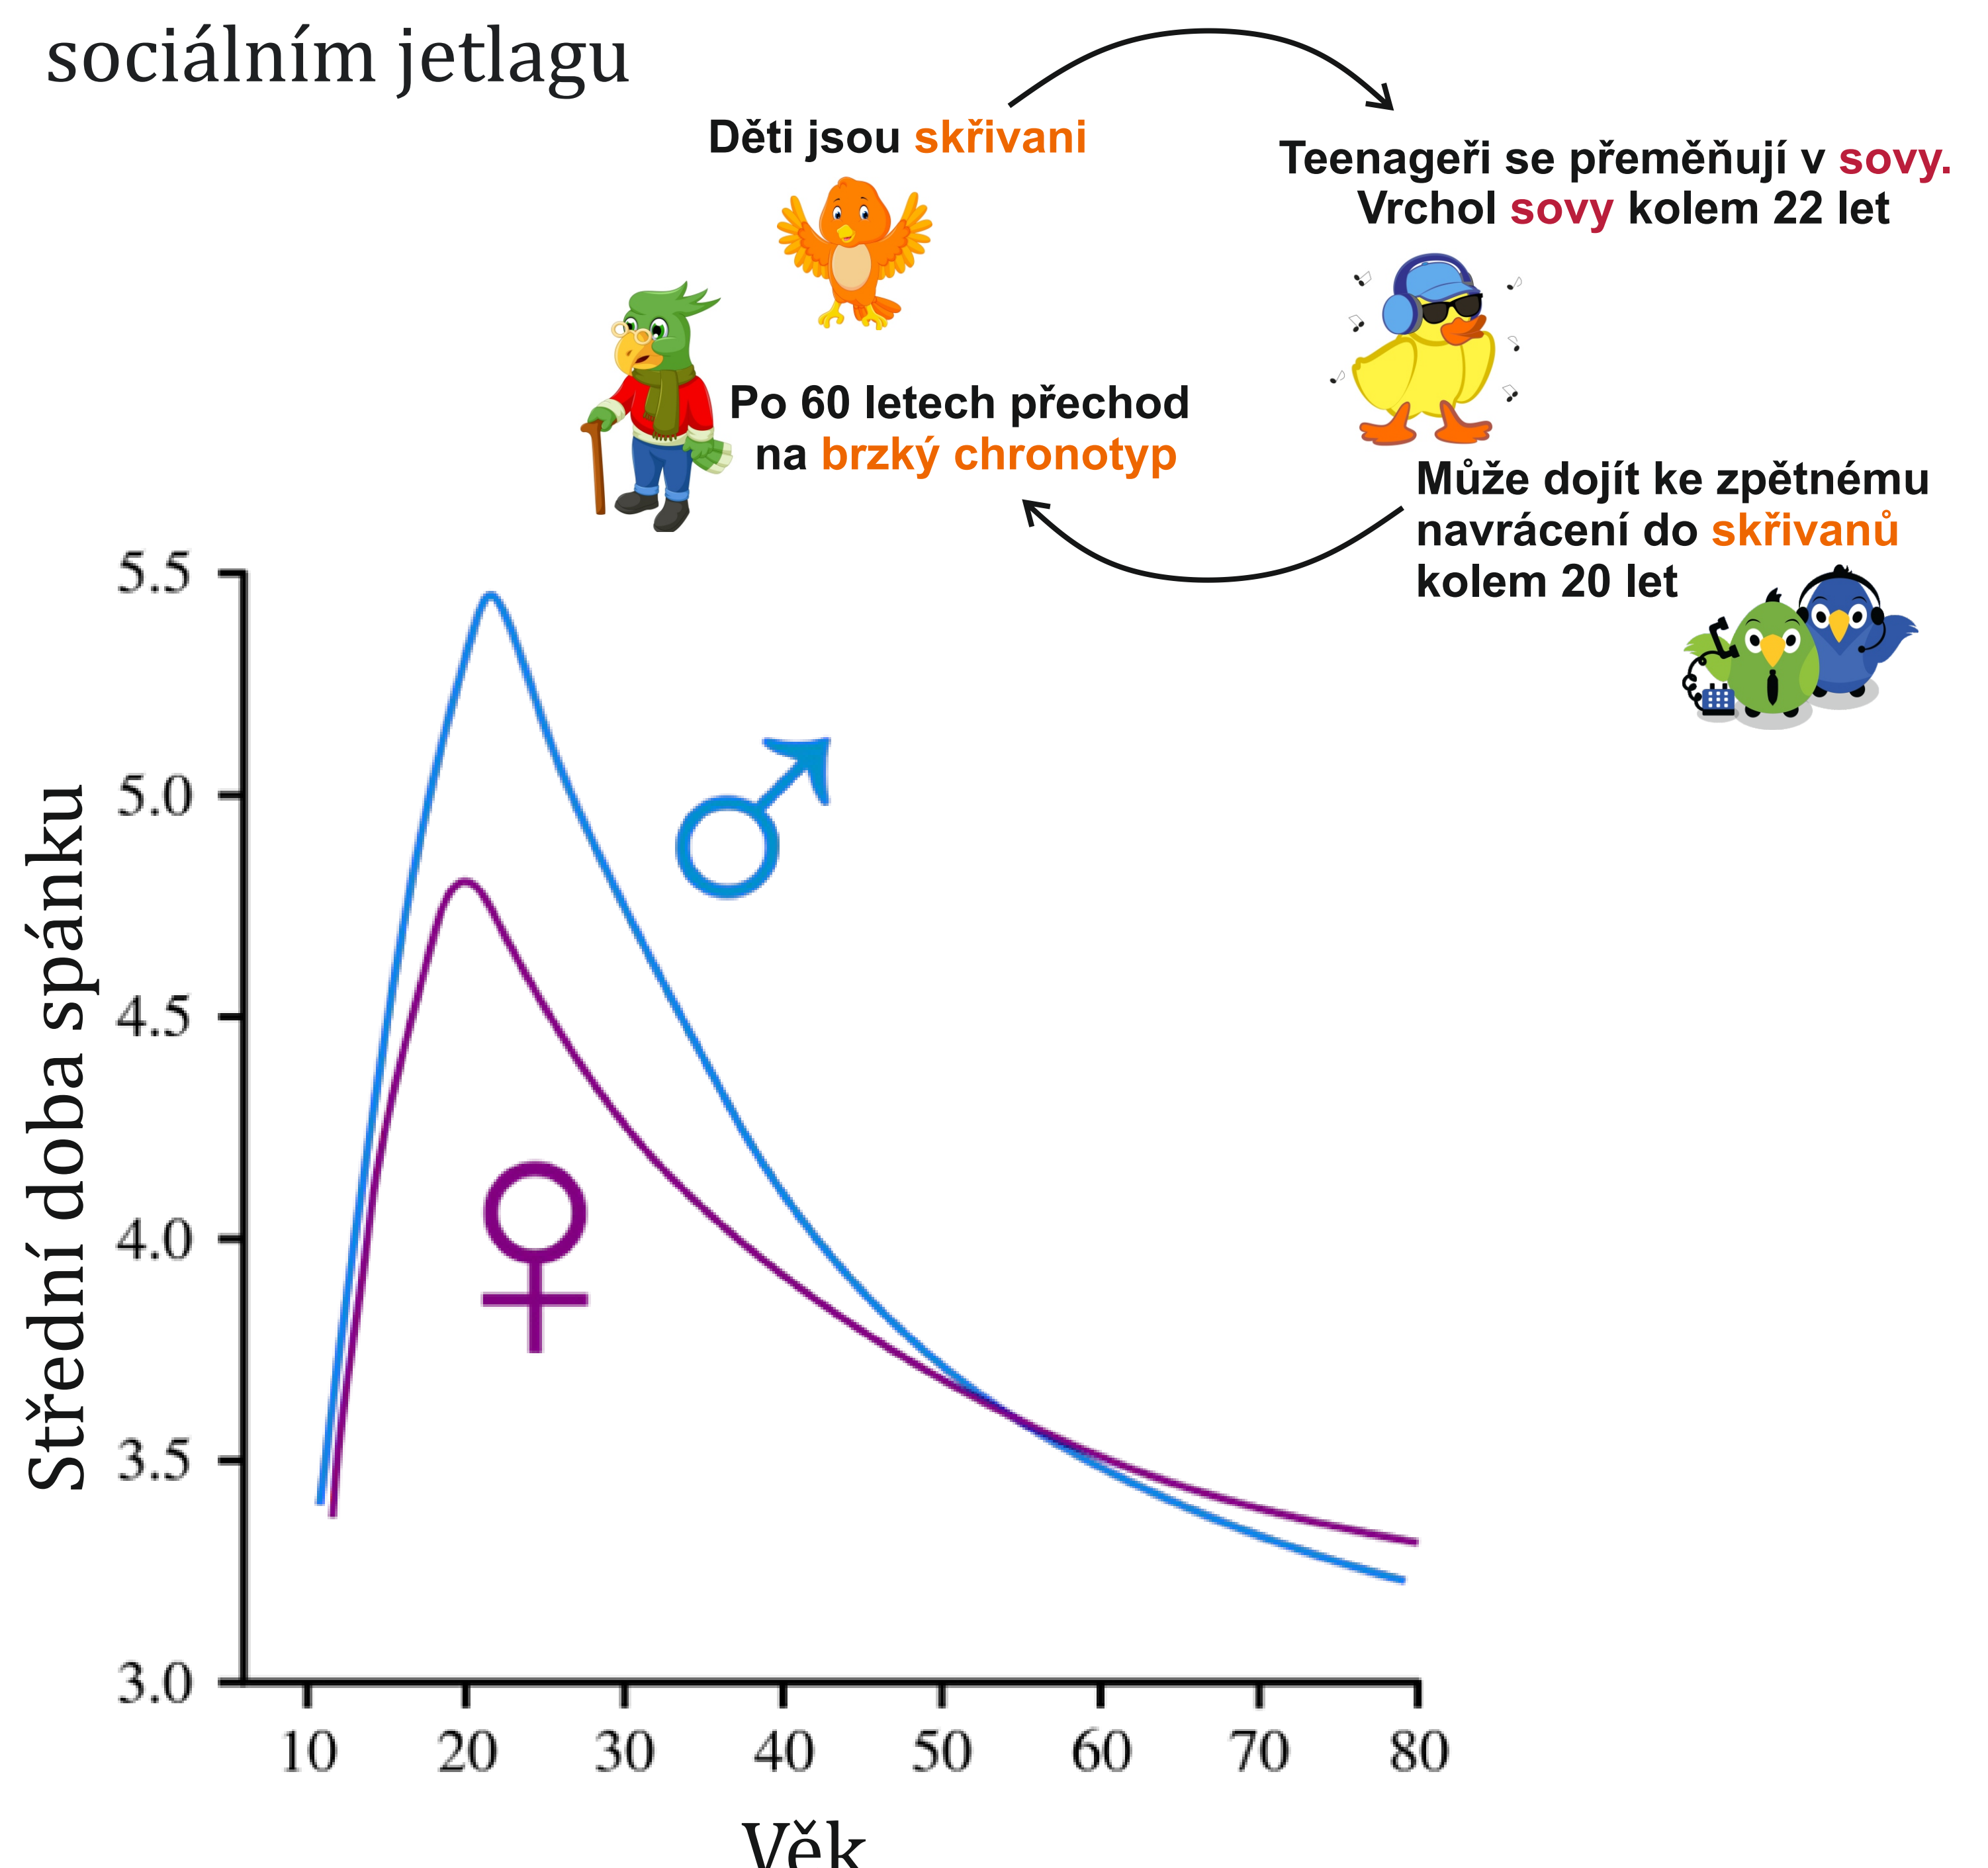 sociálním jetlagu
Děti jsou skřivani
Teenageři se přeměňují v sovy.
Vrchol sovy kolem 22 let
Po 60 letech přechod
na brzký chronotyp
Může dojít ke zpětnému
navrácení do skřivanů
kolem 20 let
Střední doba spánku
5.5
5.0
4.5
4.0
3.5
3.0
10 20 30 40 50 60 70 80
Věk